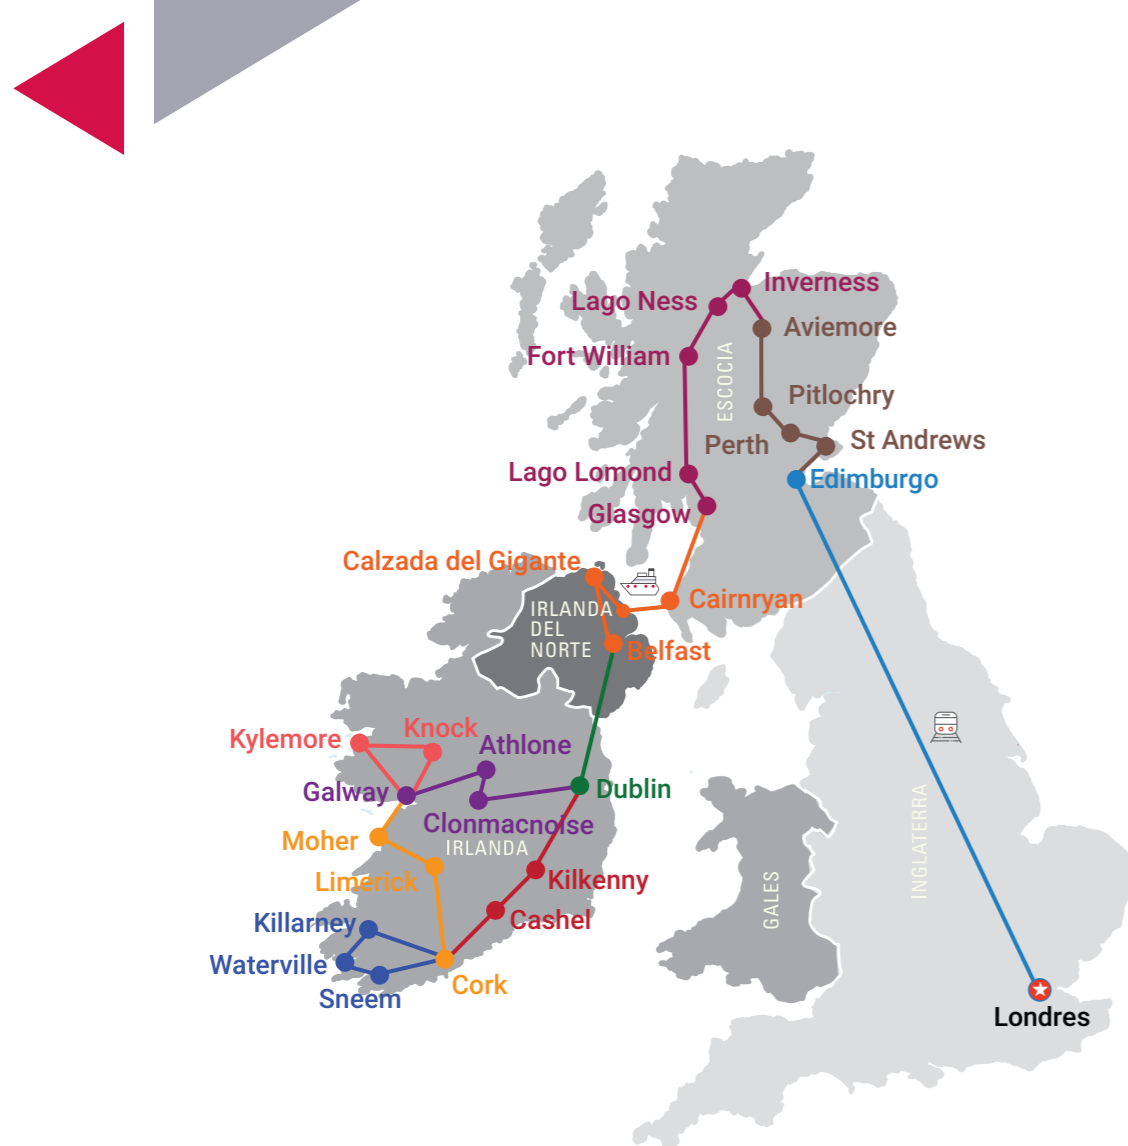 Inverness
Lago Ness
Aviemore
Fort William
ESCOCIA
Pitlochry
Perth
St Andrews
Lago Lomond
Edimburgo
Glasgow
Calzada del Gigante
Cairnryan
IRLANDA
DEL
NORTE
Belfast
Knock
Kylemore
Athlone
Galway
Dublin
Clonmacnoise
Moher
IRLANDA
INGLATERRA
Limerick
Kilkenny
GALES
Killarney
Cashel
Waterville
Cork
Sneem
Londres